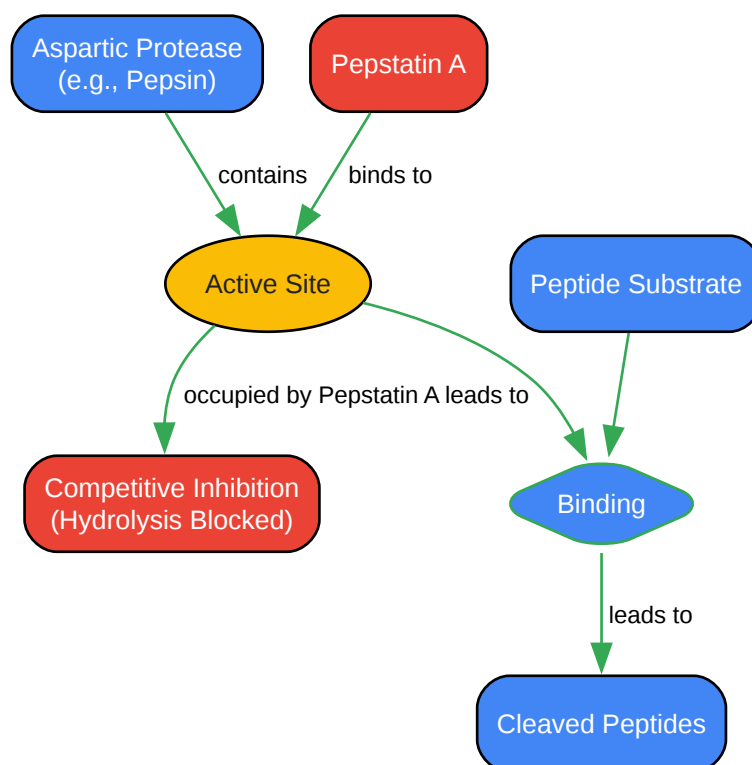 Aspartic Protease
(e.g., Pepsin)
Pepstatin A
contains
binds to
Active Site
Peptide Substrate
occupied by Pepstatin A leads to
Competitive Inhibition
(Hydrolysis Blocked)
Binding
leads to
Cleaved Peptides